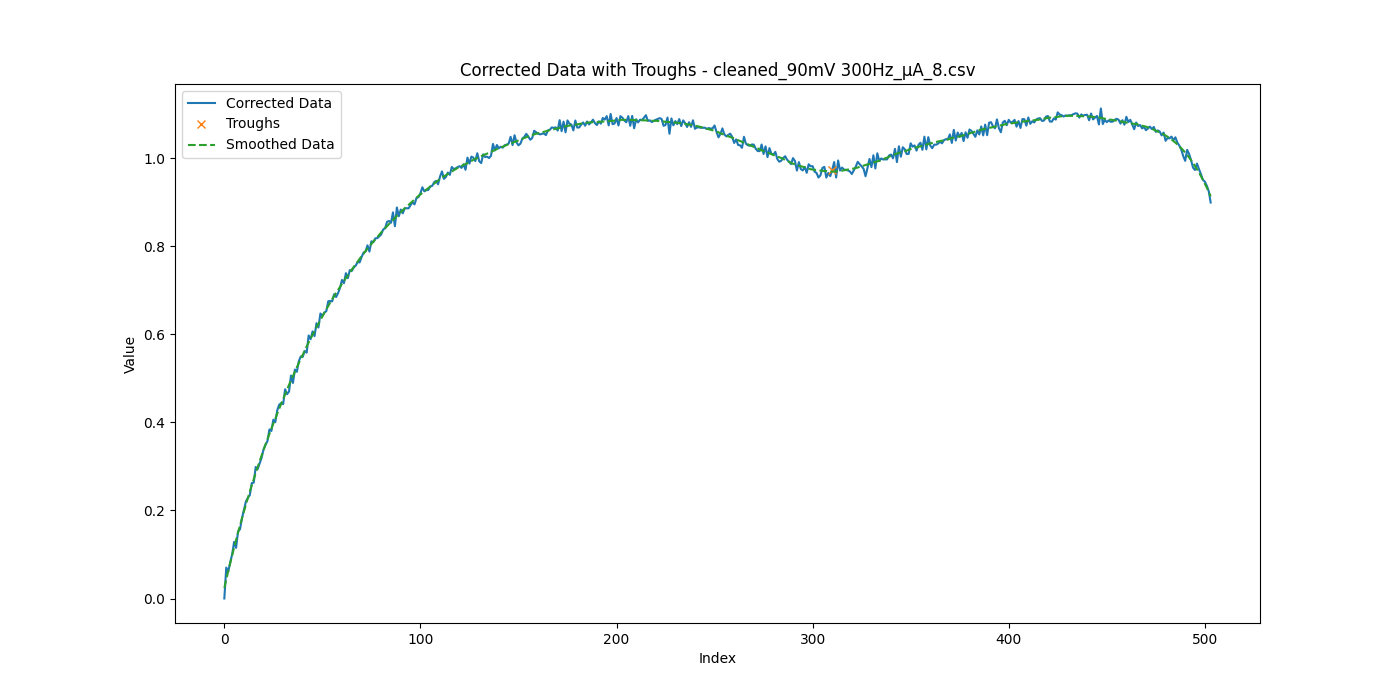 Corrected Data with Troughs - cleaned_90mV 300Hz_µA_8.csv
Corrected Data
Troughs
Smoothed Data
Value
1.0
0.8
0.6
0.4
0.2
0.0
0 100 200 300 400 500
Index